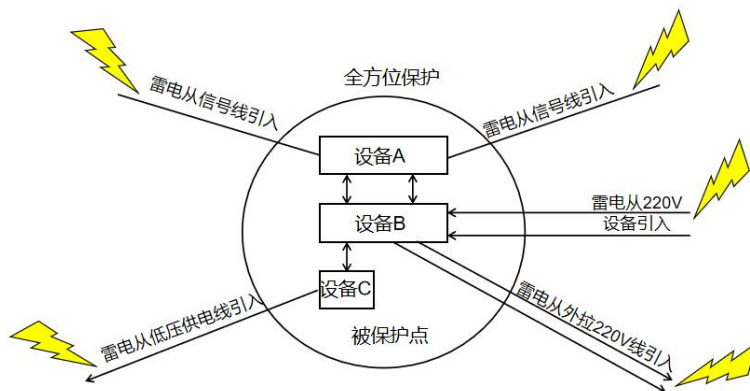 全方位保护
雷电从信号线引入
雷电从信号线引入
设备A
设备B
雷电从220V
设备引入
设备C
雷电从低压供电线引入
雷电从外拉220V线引入
被保护点